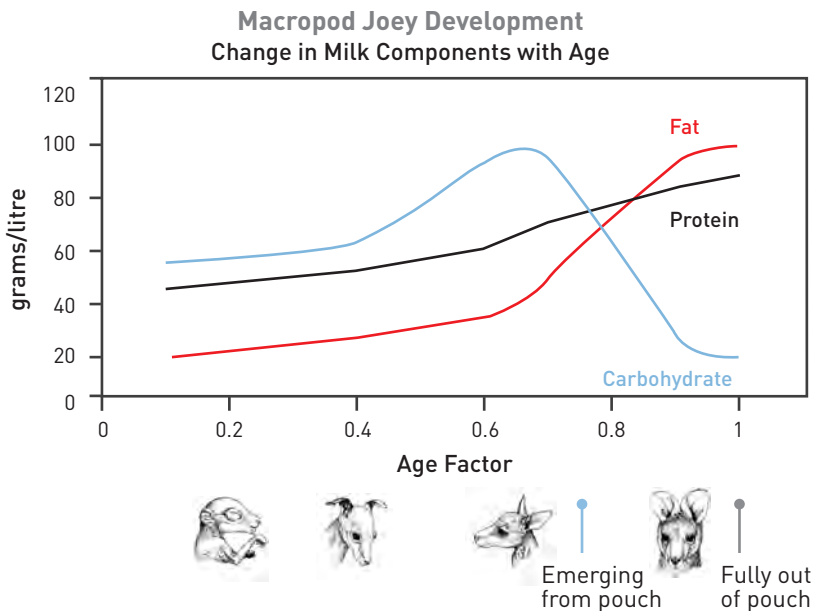 Macropod Joey Development
Change in Milk Components with Age
grams/litre
120
100
80
60
40
20
0
Fat
Protein
Carbohydrate
0 0.2 0.4 0.6 0.8 1
Age Factor
Emerging
from pouch
Fully out
of pouch